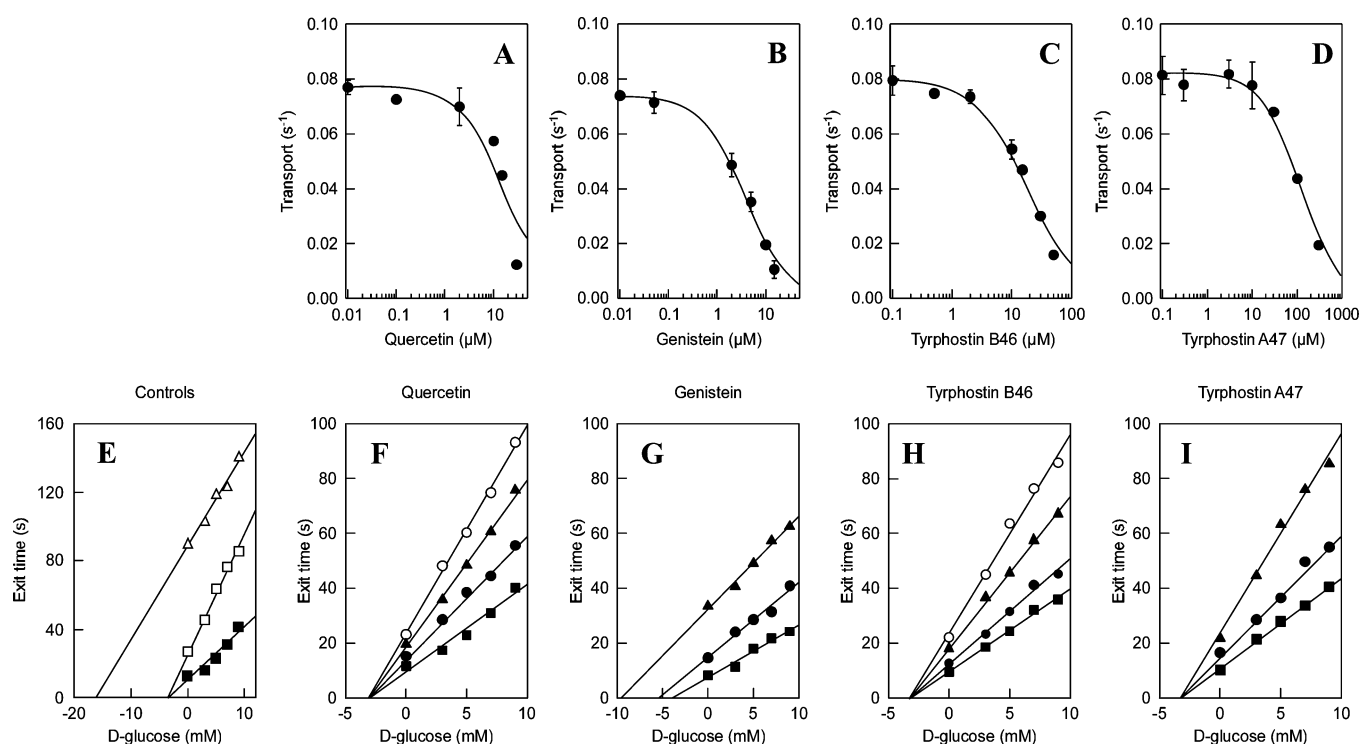 A
B
C
D
0.10
0.08
0.06
0.04
0.02
0.00
Transport (s⁻¹)
0.01 0.1 1 10
Quercetin (µM)
0.10
0.08
0.06
0.04
0.02
0.00
Transport (s⁻¹)
0.01 0.1 1 10
Genistein (µM)
0.10
0.08
0.06
0.04
0.02
0.00
Transport (s⁻¹)
0.1 1 10 100
Tyrphostin B46 (µM)
0.10
0.08
0.06
0.04
0.02
0.00
Transport (s⁻¹)
0.1 1 10 100 1000
Tyrphostin A47 (µM)
Controls
E
160
120
80
40
0
Exit time (s)
-20 -10 0 10
D-glucose (mM)
Quercetin
F
100
80
60
40
20
0
Exit time (s)
-5 0 5 10
D-glucose (mM)
Genistein
G
100
80
60
40
20
0
Exit time (s)
-10 -5 0 5 10
D-glucose (mM)
Tyrphostin B46
H
100
80
60
40
20
0
Exit time (s)
-5 0 5 10
D-glucose (mM)
Tyrphostin A47
I
100
80
60
40
20
0
Exit time (s)
-5 0 5 10
D-glucose (mM)